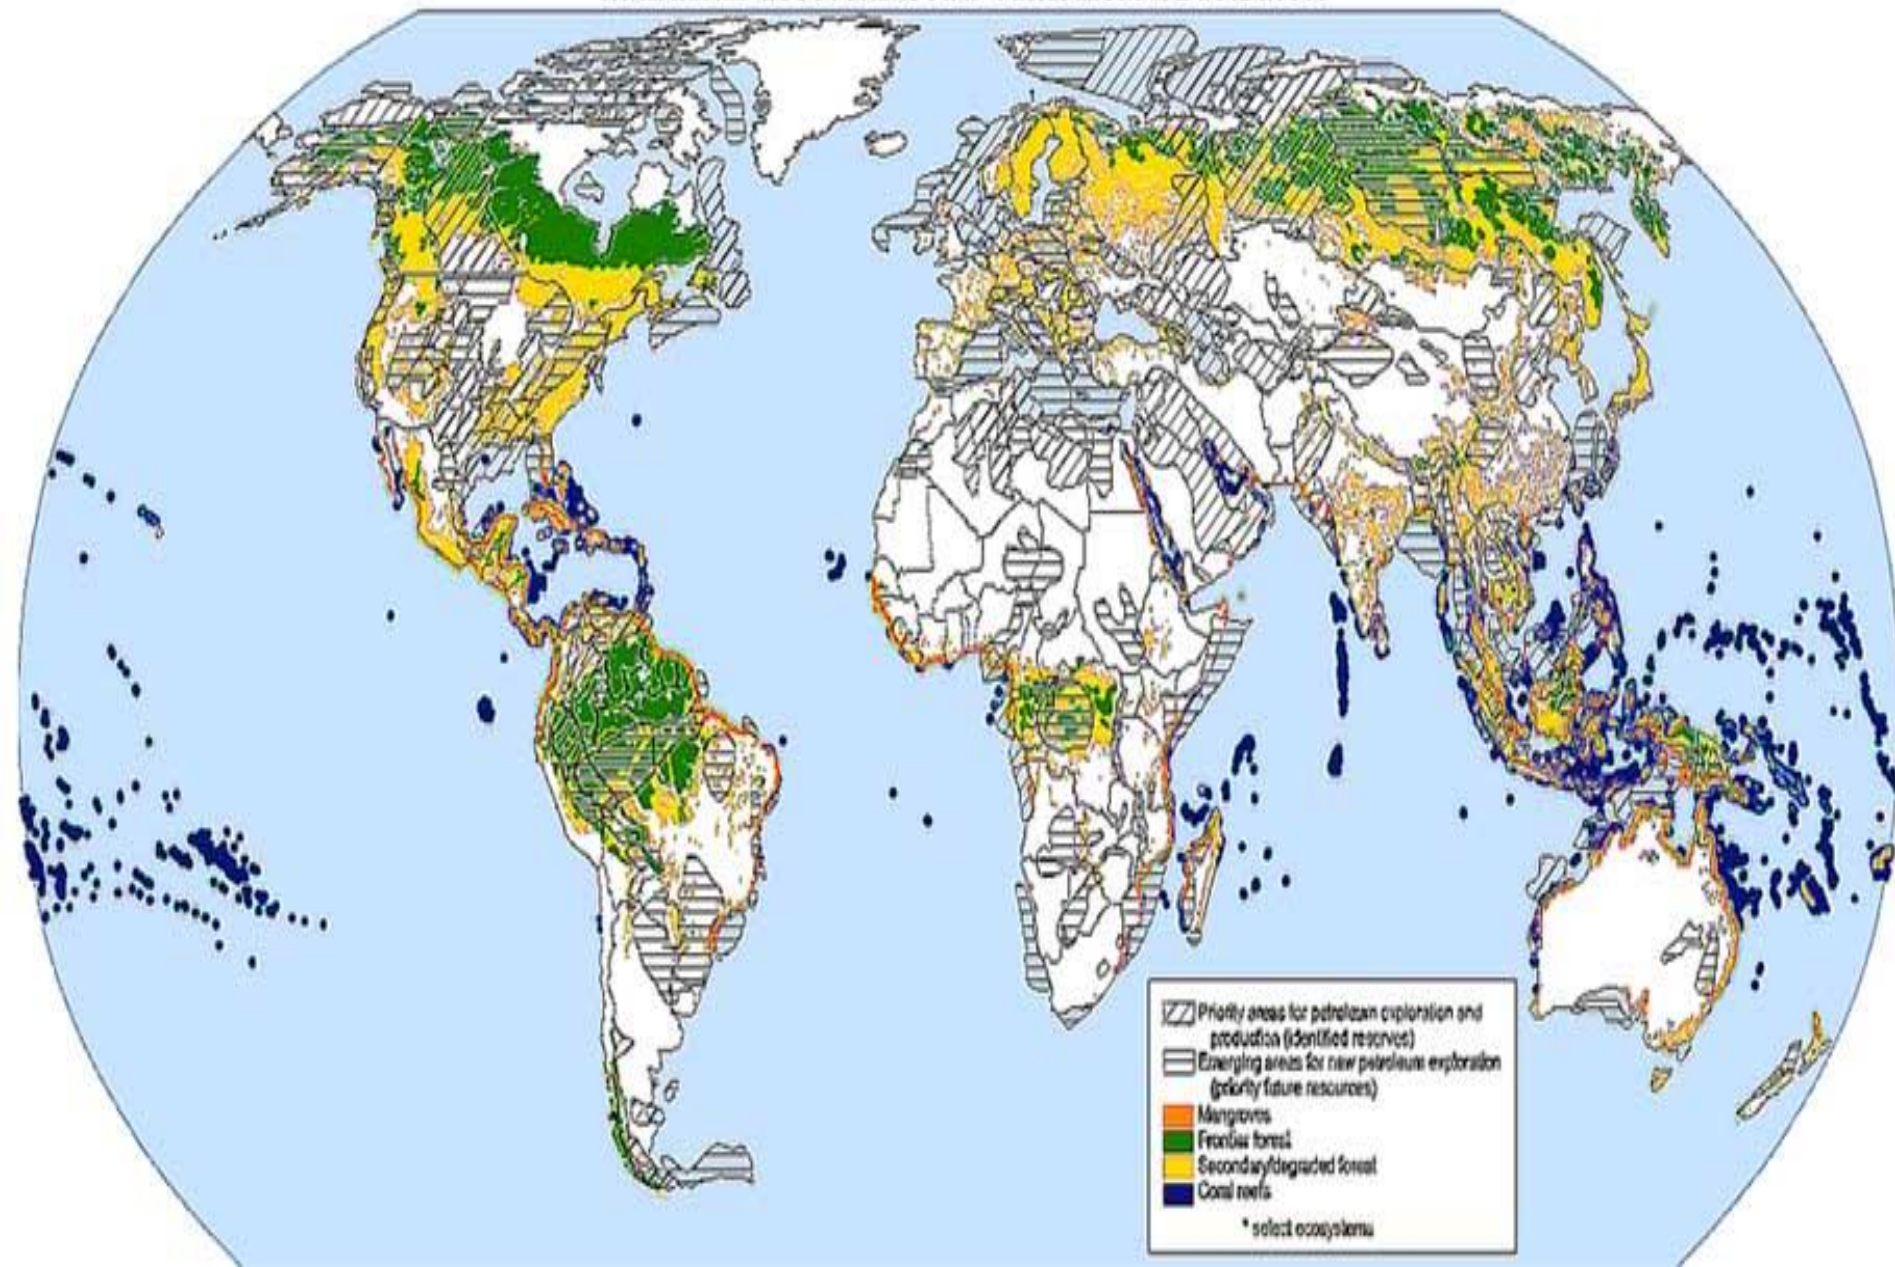 Priority areas for petroleum exploration and
production (identified reserves)
Emerging areas for new petroleum exploration
(priority future resources)
Mangroves
Frontier forest
Secondary/degraded forest
Coral reefs
* select ecosystems